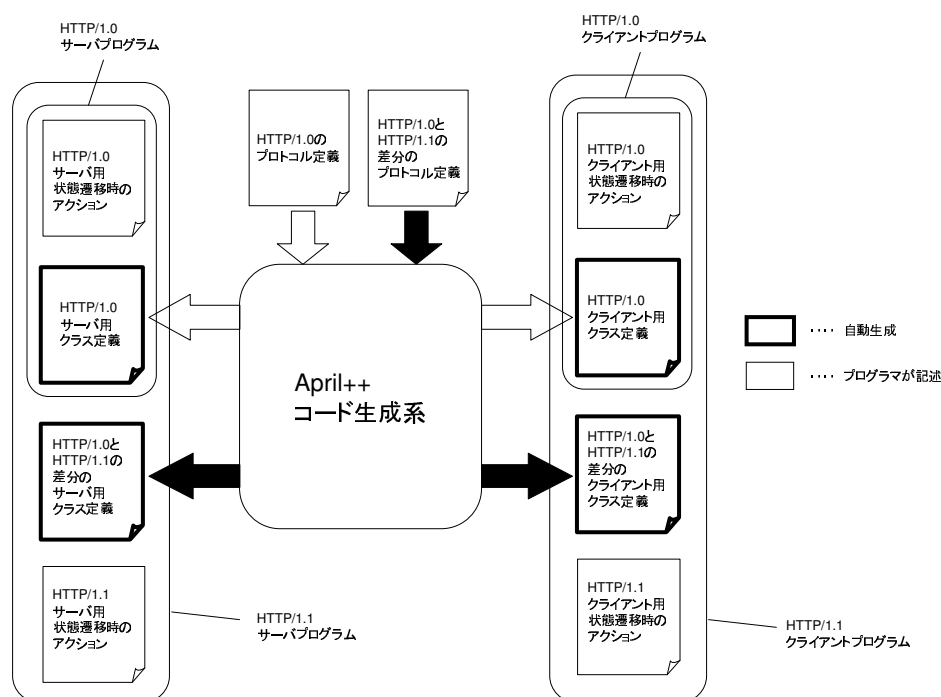 HTTP/1.0
サーバプログラム
HTTP/1.0
サーバ用
状態遷移時の
アクション
HTTP/1.0
サーバ用
クラス定義
HTTP/1.0と
HTTP/1.1の
差分の
サーバ用
クラス定義
HTTP/1.1
サーバ用
状態遷移時の
アクション
HTTP/1.1
サーバプログラム
HTTP/1.0の
プロトコル定義
HTTP/1.0と
HTTP/1.1の
差分の
プロトコル定義
April++
コード生成系
HTTP/1.0
クライアントプログラム
HTTP/1.0
クライアント用
状態遷移時の
アクション
HTTP/1.0
クライアント用
クラス定義
HTTP/1.0と
HTTP/1.1の
差分の
クライアント用
クラス定義
HTTP/1.1
クライアント用
状態遷移時の
アクション
HTTP/1.1
クライアントプログラム
‥‥ 自動生成
‥‥ プログラマが記述